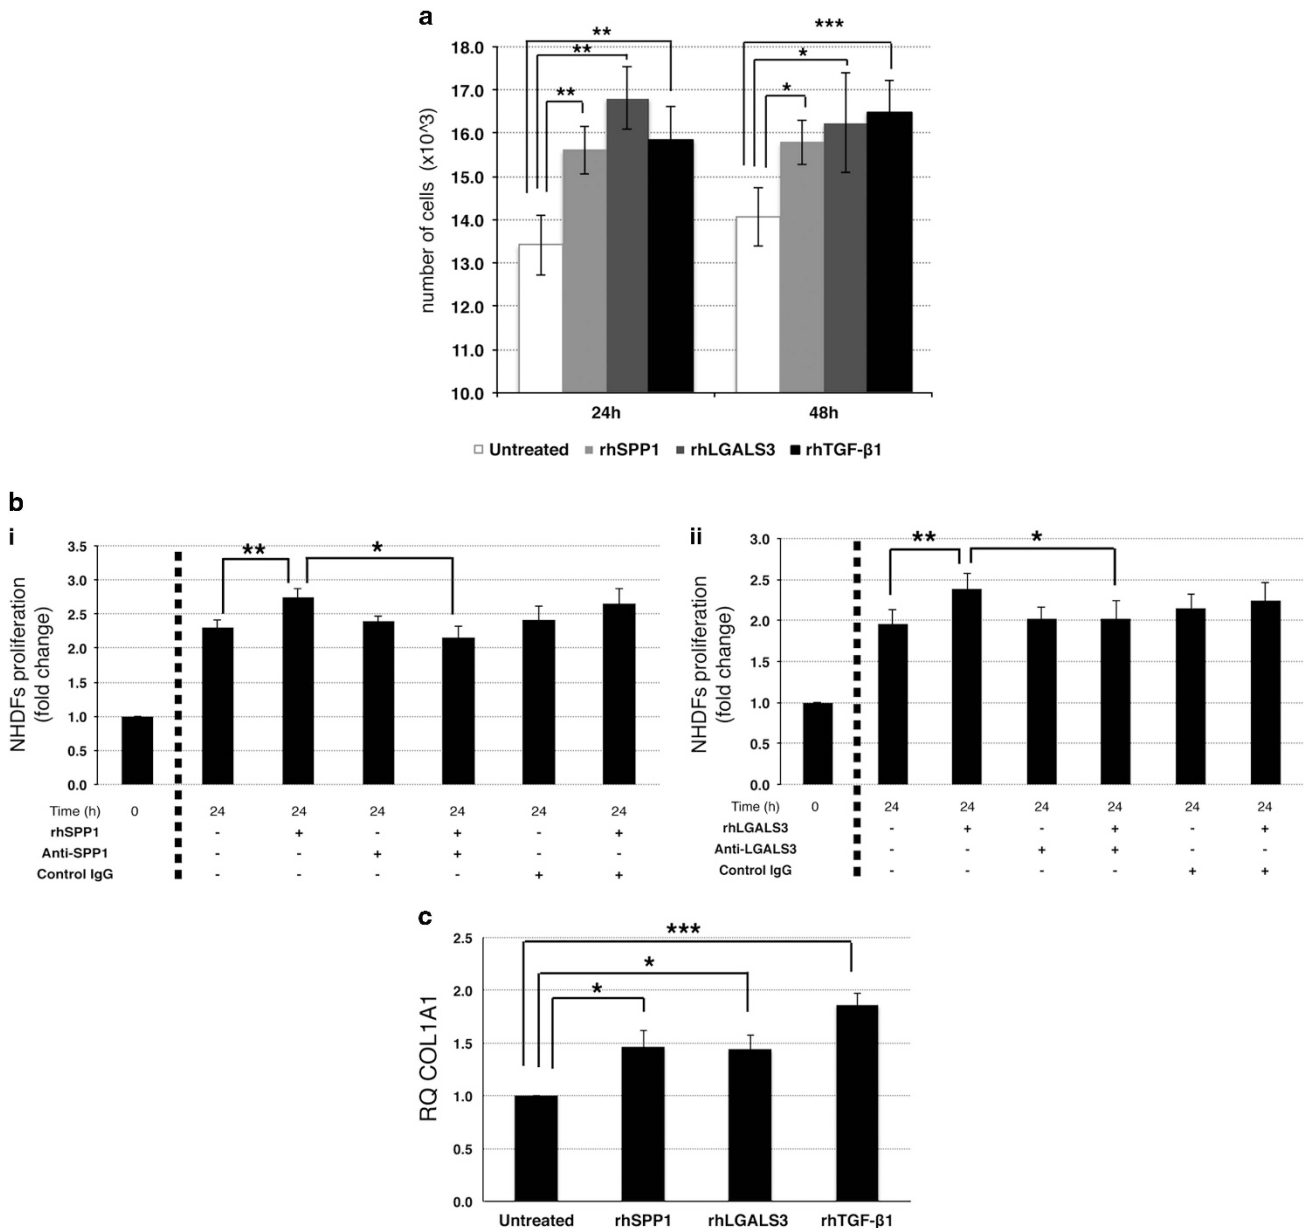 a
** *** 
** *
** *
18.0
17.0
16.0
15.0
14.0
13.0
12.0
11.0
10.0
number of cells (x10^3)
24h 48h
Untreated rhSPP1 rhLGALS3 rhTGF-β1
b
i
** *
3.5
3.0
2.5
2.0
1.5
1.0
0.5
0.0
NHDFs proliferation
(fold change)
Time (h) 0 24 24 24 24 24 24
rhSPP1 - + - + - +
Anti-SPP1 - - + + - -
Control IgG - - - - + +
ii
** *
3.0
2.5
2.0
1.5
1.0
0.5
0.0
NHDFs proliferation
(fold change)
Time (h) 0 24 24 24 24 24 24
rhLGALS3 - + - + - +
Anti-LGALS3 - - + + - -
Control IgG - - - - + +
c
***
*
*
2.5
2.0
1.5
1.0
0.5
0.0
RQ COL1A1
Untreated rhSPP1 rhLGALS3 rhTGF-β1